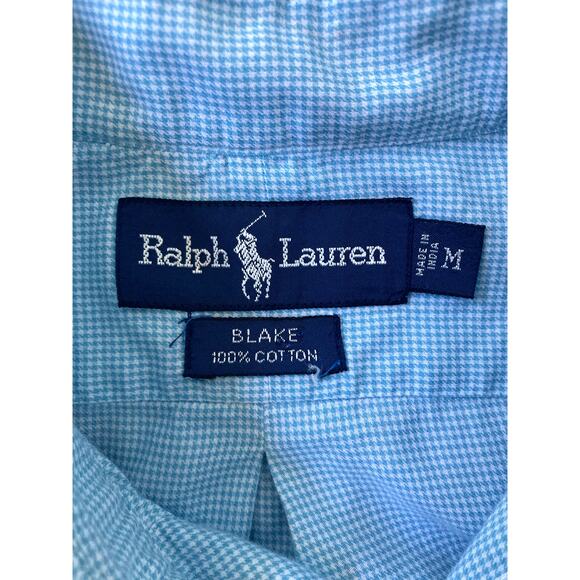 Ralph Lauren
MADE IN
INDIA
M
BLAKE
100% COTTON